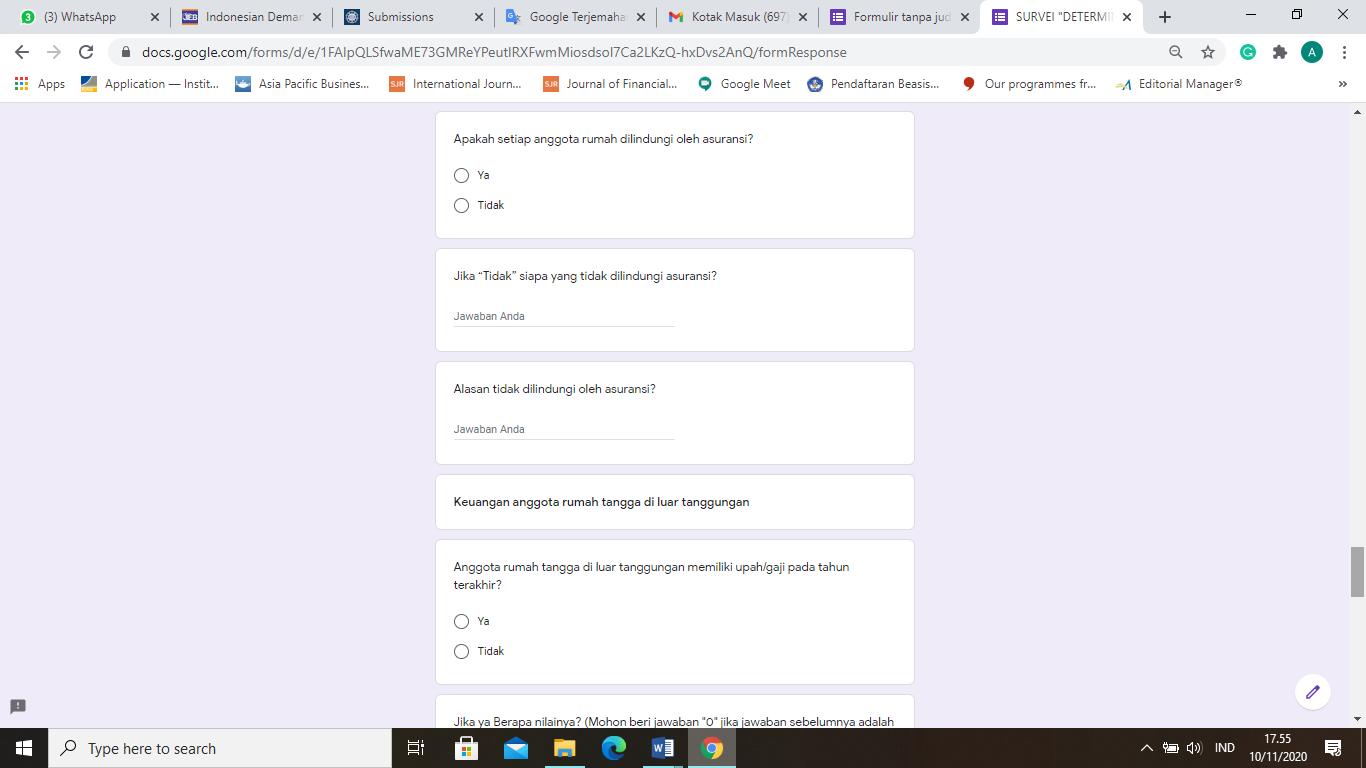 (3) WhatsApp
Indonesian Deman
Submissions
Google Terjemaha
Kotak Masuk (697)
Formulir tanpa jud
SURVEI "DETERMI
docs.google.com/forms/d/e/1FAIpQLSfwaME73GMReYPeutIRXFwmMiosdsoI7Ca2LKzQ-hxDvs2AnQ/formResponse
G
A
Apps
Application — Instit...
Asia Pacific Busines...
SJR International Journ...
SJR Journal of Financial...
Google Meet
Pendaftaran Beasis...
Our programmes fr...
Editorial Manager®
»
Apakah setiap anggota rumah dilindungi oleh asuransi?
Ya
Tidak
Jika “Tidak” siapa yang tidak dilindungi asuransi?
Jawaban Anda
Alasan tidak dilindungi oleh asuransi?
Jawaban Anda
Keuangan anggota rumah tangga di luar tanggungan
Anggota rumah tangga di luar tanggungan memiliki upah/gaji pada tahun
terakhir?
Ya
Tidak
Jika ya Berapa nilainya? (Mohon beri jawaban "0" jika jawaban sebelumnya adalah
Type here to search
IND
17.55
10/11/2020